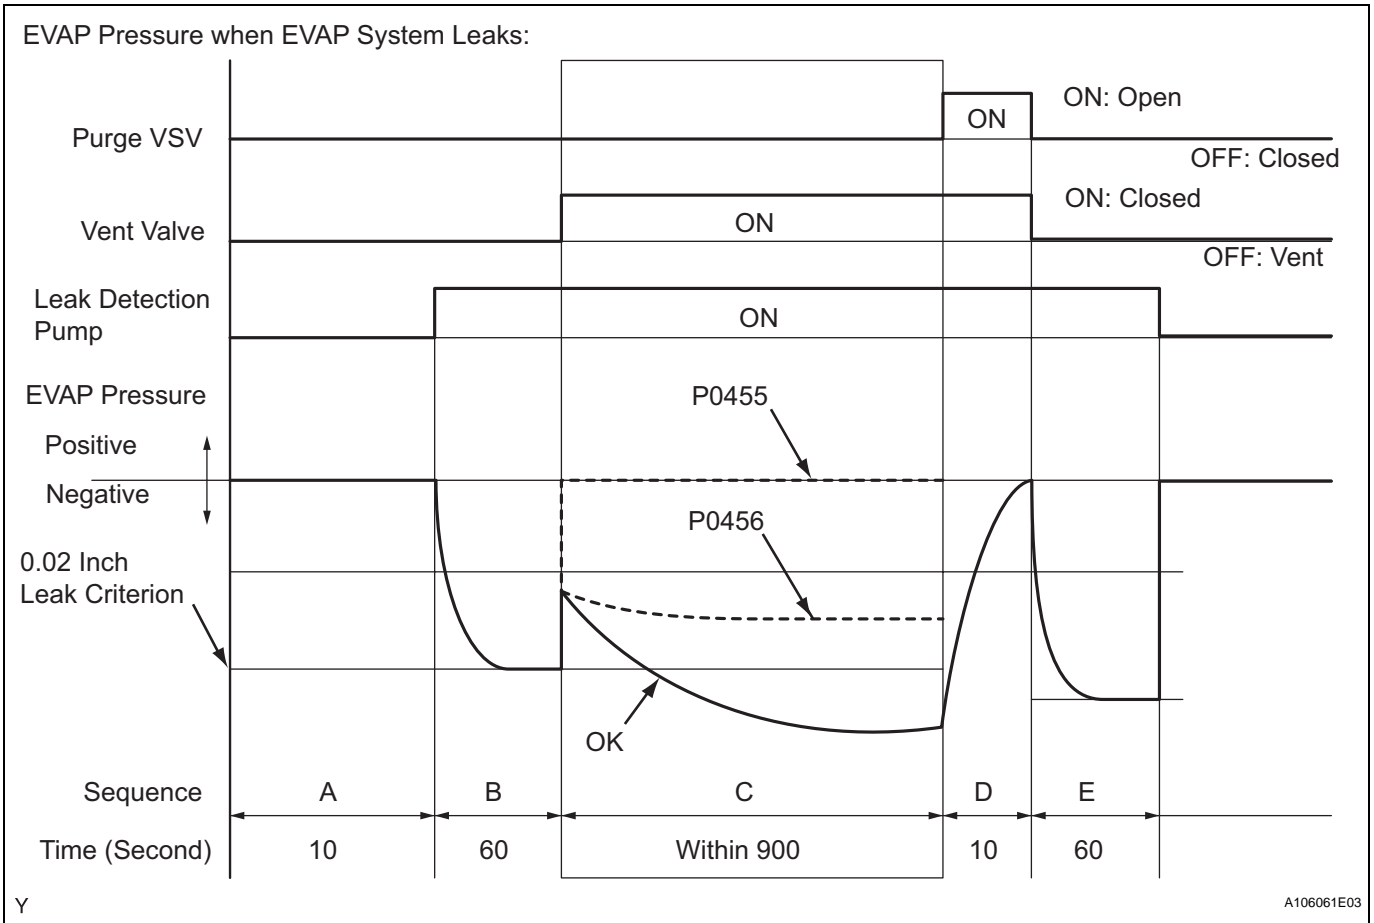 EVAP Pressure when EVAP System Leaks:
ON: Open
Purge VSV
ON
OFF: Closed
ON: Closed
Vent Valve
ON
OFF: Vent
Leak Detection
Pump
ON
EVAP Pressure
P0455
Positive
Negative
P0456
0.02 Inch
Leak Criterion
OK
Sequence A B C D E
Time (Second) 10 60 Within 900 10 60
Y
A106061E03